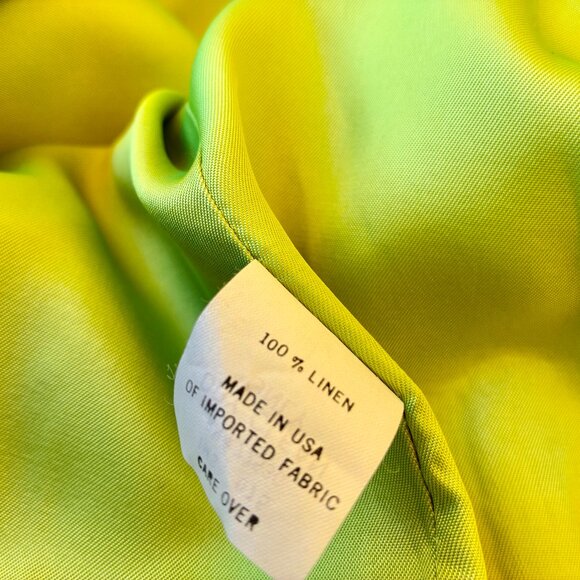 100 % LINEN
MADE IN USA
OF IMPORTED FABRIC
CARE OVER